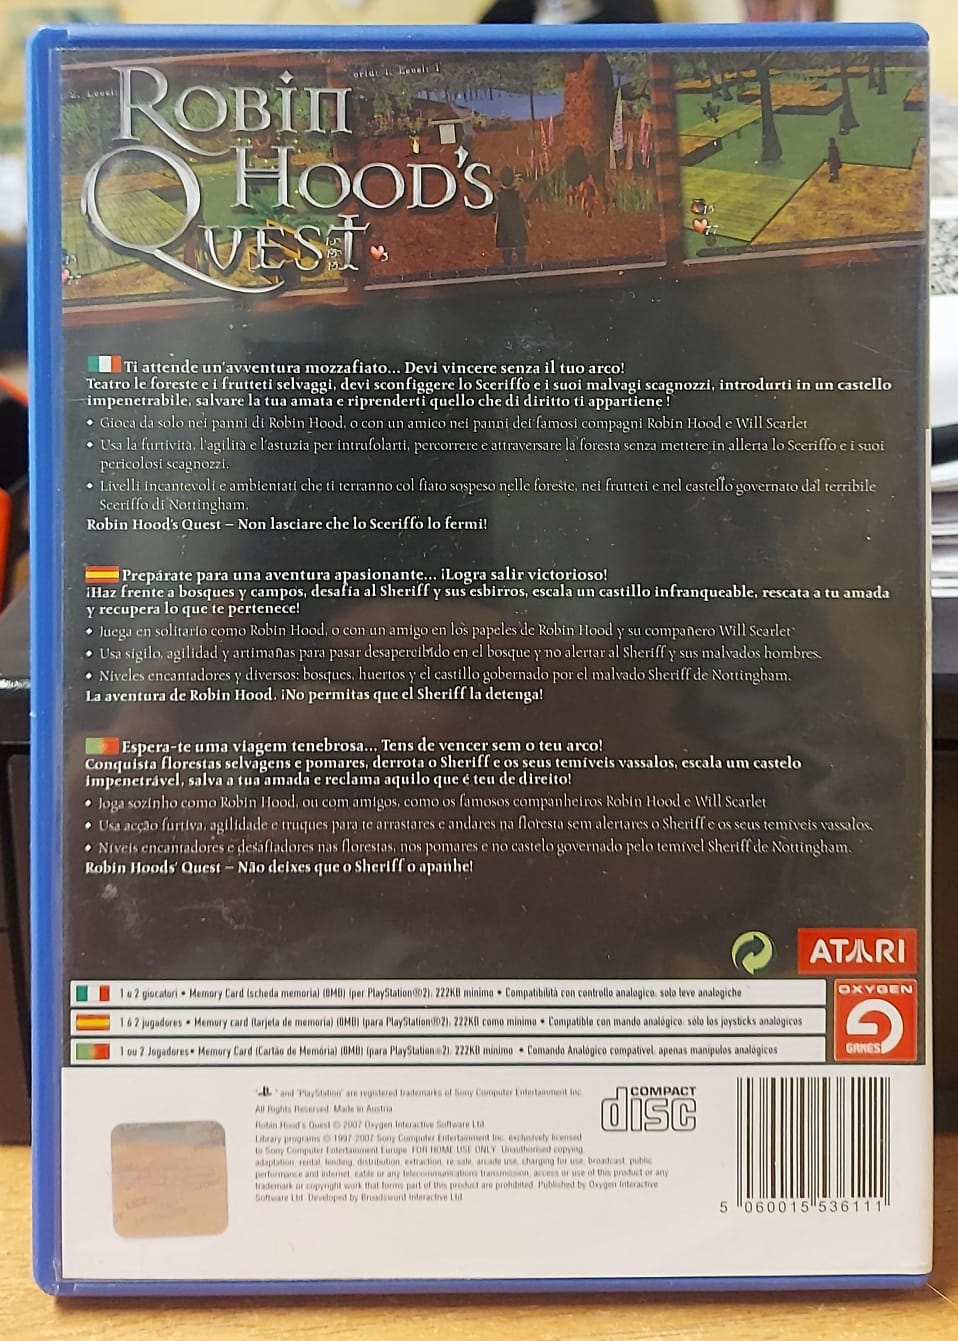 Robin
Hood's
Quest
Level: 1
15
77
3
77
Ti attende un'avventura mozzafiato... Devi vincere senza il tuo arco!
Teatro le foreste e i frutteti selvaggi, devi sconfiggere lo Sceriffo e i suoi malvagi scagnozzi, introdurti in un castello
impenetrabile, salvare la tua amata e riprenderti quello che di diritto ti appartiene !
• Gioca da solo nei panni di Robin Hood, o con un amico nei panni dei famosi compagni Robin Hood e Will Scarlet
• Usa la furtività, l'agilità e l'astuzia per intrufolarti, percorrere e attraversare la foresta senza mettere in allerta lo Sceriffo e i suoi
pericolosi scagnozzi.
• Livelli incantevoli e ambientati che ti terranno col fiato sospeso nelle foreste, nei frutteti e nel castello governato dal terribile
Sceriffo di Nottingham.
Robin Hood's Quest – Non lasciare che lo Sceriffo lo fermi!
Prepárate para una aventura apasionante... ¡Logra salir victorioso!
¡Haz frente a bosques y campos, desafía al Sheriff y sus esbirros, escala un castillo infranqueable, rescata a tu amada
y recupera lo que te pertenece!
• Juega en solitario como Robin Hood, o con un amigo en los papeles de Robin Hood y su compañero Will Scarlet
• Usa sigilo, agilidad y artimañas para pasar desapercibido en el bosque y no alertar al Sheriff y sus malvados hombres.
• Niveles encantadores y diversos: bosques, huertos y el castillo gobernado por el malvado Sheriff de Nottingham.
La aventura de Robin Hood. ¡No permitas que el Sheriff la detenga!
Espera-te uma viagem tenebrosa... Tens de vencer sem o teu arco!
Conquista florestas selvagens e pomares, derrota o Sheriff e os seus temíveis vassalos, escala um castelo
impenetrável, salva a tua amada e reclama aquilo que é teu de direito!
• Joga sozinho como Robin Hood, ou com amigos, como os famosos companheiros Robin Hood e Will Scarlet
• Usa acção furtiva, agilidade e truques para te arrastares e andares na floresta sem alertares o Sheriff e os seus temíveis vassalos.
• Níveis encantadores e desafiadores nas florestas, nos pomares e no castelo governado pelo temível Sheriff de Nottingham.
Robin Hoods' Quest – Não deixes que o Sheriff o apanhe!
ATARI
1 o 2 giocatori • Memory Card (scheda memoria) (8MB) (per PlayStation®2): 222KB minimo • Compatibilità con controllo analogico: solo leve analogiche
1 ó 2 jugadores • Memory card (tarjeta de memoria) (8MB) (para PlayStation®2): 222KB como mínimo • Compatible con mando analógico: sólo los joysticks analógicos
1 ou 2 Jogadores • Memory Card (Cartão de Memória) (8MB) (para PlayStation®2): 222KB mínimo • Comando Analógico compatível: apenas manípulos analógicos
OXYGEN
GAMES
" " and "PlayStation" are registered trademarks of Sony Computer Entertainment Inc.
All Rights Reserved. Made in Austria
Robin Hood's Quest © 2007 Oxygen Interactive Software Ltd.
Library programs © 1997-2007 Sony Computer Entertainment Inc. exclusively licensed
to Sony Computer Entertainment Europe. FOR HOME USE ONLY. Unauthorised copying,
adaptation, rental, lending, distribution, extraction, re-sale, arcade use, charging for use, broadcast, public
performance and internet, cable or any telecommunications transmission, access or use of this product or any
trademark or copyright work that forms part of this product are prohibited. Published by Oxygen Interactive
Software Ltd. Developed by Broadsword Interactive Ltd.
COMPACT
disc
5 060015 536111